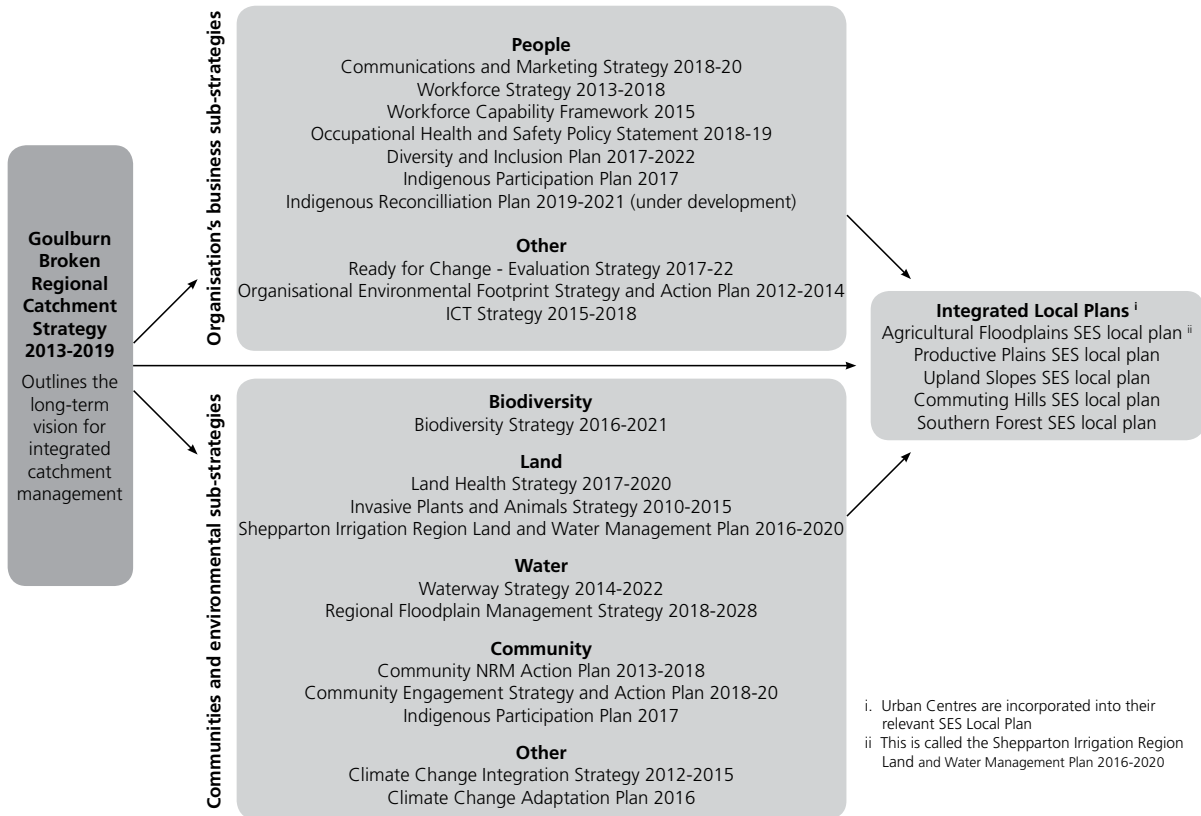 Goulburn
Broken
Regional
Catchment
Strategy
2013-2019
Outlines the
long-term
vision for
integrated
catchment
management
Organisation's business sub-strategies
People
Communications and Marketing Strategy 2018-20
Workforce Strategy 2013-2018
Workforce Capability Framework 2015
Occupational Health and Safety Policy Statement 2018-19
Diversity and Inclusion Plan 2017-2022
Indigenous Participation Plan 2017
Indigenous Reconcilliation Plan 2019-2021 (under development)
Other
Ready for Change - Evaluation Strategy 2017-22
Organisational Environmental Footprint Strategy and Action Plan 2012-2014
ICT Strategy 2015-2018
Communities and environmental sub-strategies
Biodiversity
Biodiversity Strategy 2016-2021
Land
Land Health Strategy 2017-2020
Invasive Plants and Animals Strategy 2010-2015
Shepparton Irrigation Region Land and Water Management Plan 2016-2020
Water
Waterway Strategy 2014-2022
Regional Floodplain Management Strategy 2018-2028
Community
Community NRM Action Plan 2013-2018
Community Engagement Strategy and Action Plan 2018-20
Indigenous Participation Plan 2017
Other
Climate Change Integration Strategy 2012-2015
Climate Change Adaptation Plan 2016
Integrated Local Plans i
Agricultural Floodplains SES local plan ii
Productive Plains SES local plan
Upland Slopes SES local plan
Commuting Hills SES local plan
Southern Forest SES local plan
i. Urban Centres are incorporated into their
relevant SES Local Plan
ii This is called the Shepparton Irrigation Region
Land and Water Management Plan 2016-2020